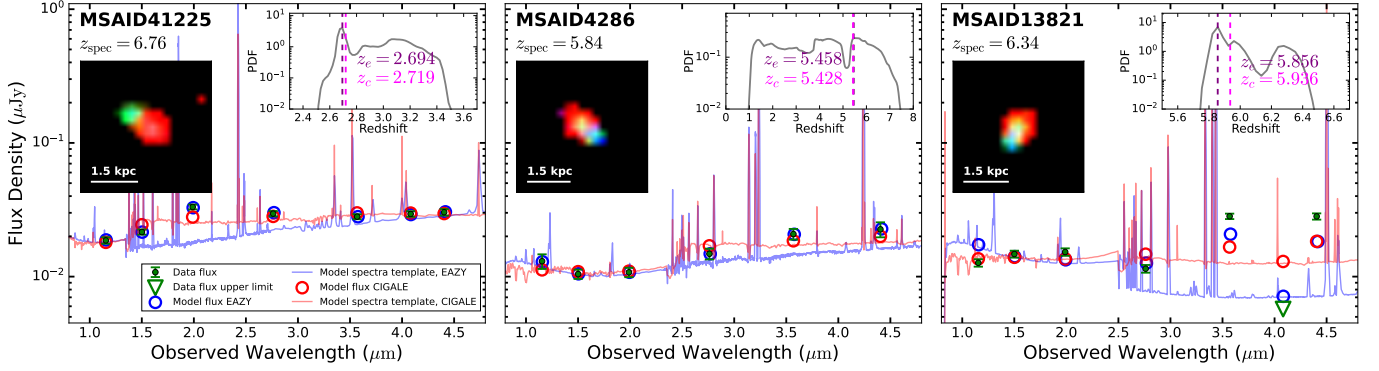 MSAID41225
z_spec = 6.76
1.5 kpc
PDF
10^1
10^0
10^-1
10^-2
z_e = 2.694
z_c = 2.719
2.4 2.6 2.8 3.0 3.2 3.4 3.6
Redshift
Flux Density (μJy)
10^0
10^-1
10^-2
Data flux
Data flux upper limit
Model flux EAZY
Model spectra template, EAZY
Model flux CIGALE
Model spectra template, CIGALE
1.0 1.5 2.0 2.5 3.0 3.5 4.0 4.5
Observed Wavelength (μm)
MSAID4286
z_spec = 5.84
1.5 kpc
PDF
10^-1
10^-2
z_e = 5.458
z_c = 5.428
0 1 2 3 4 5 6 7 8
Redshift
1.0 1.5 2.0 2.5 3.0 3.5 4.0 4.5
Observed Wavelength (μm)
MSAID13821
z_spec = 6.34
1.5 kpc
PDF
10^1
10^0
10^-1
10^-2
z_e = 5.856
z_c = 5.936
5.6 5.8 6.0 6.2 6.4 6.6
Redshift
1.0 1.5 2.0 2.5 3.0 3.5 4.0 4.5
Observed Wavelength (μm)